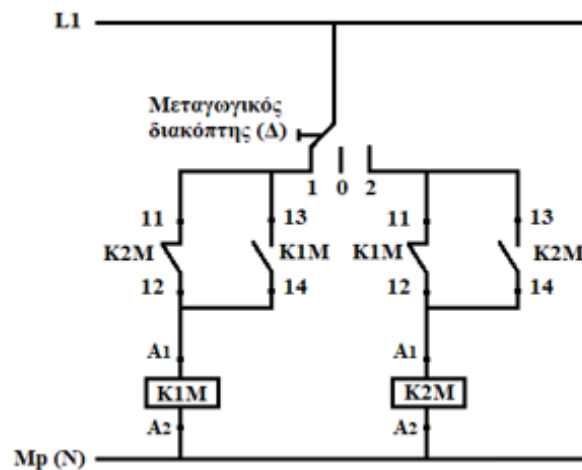 L1
Μεταγωγικός
διακόπτης (Δ)
1 0 2
11 13 11 13
K2M K1M K1M K2M
12 14 12 14
A1 A1
K1M K2M
A2 A2
Mp (N)